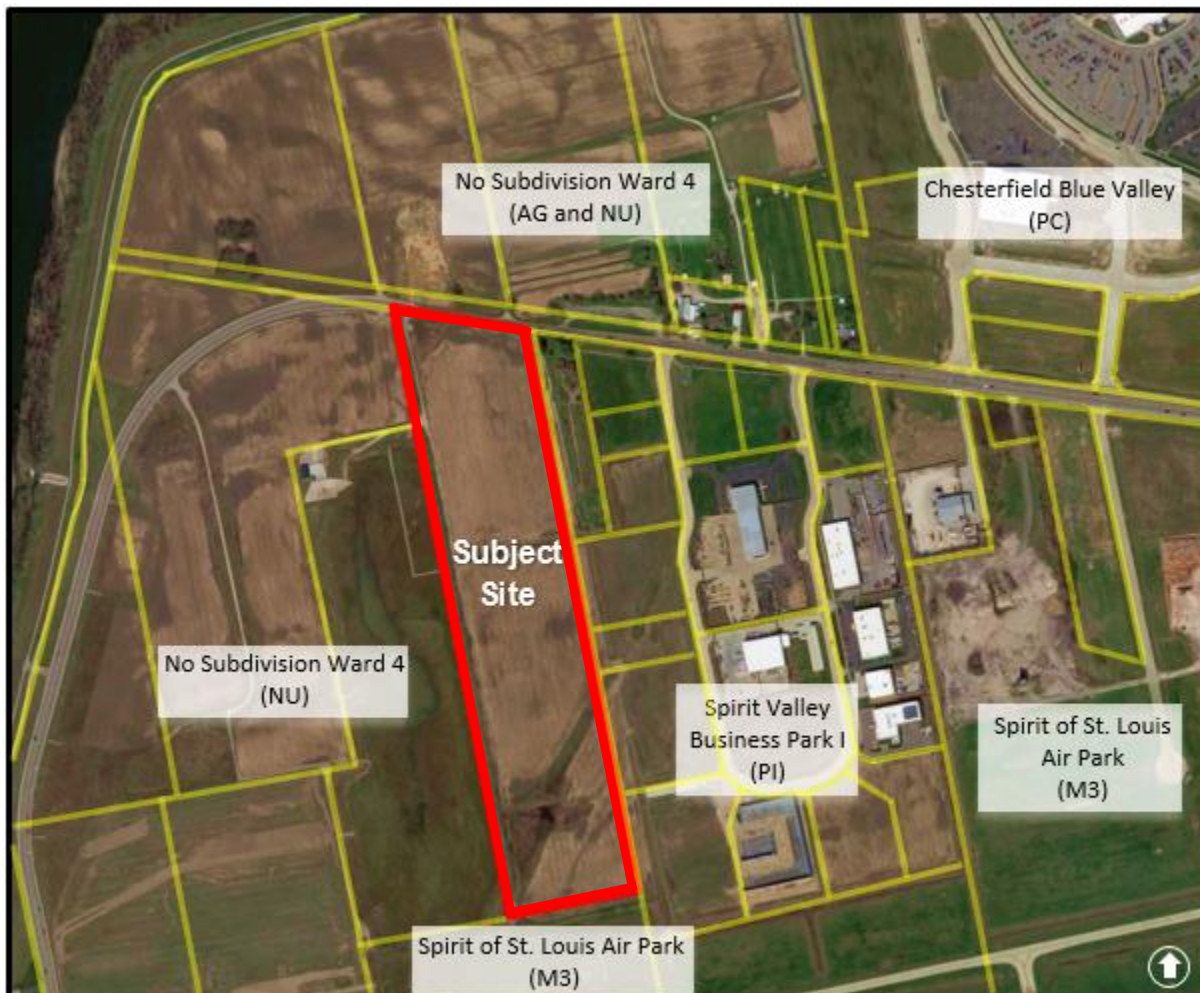 No Subdivision Ward 4
(AG and NU)
Chesterfield Blue Valley
(PC)
Subject
Site
No Subdivision Ward 4
(NU)
Spirit Valley
Business Park I
(PI)
Spirit of St. Louis
Air Park
(M3)
Spirit of St. Louis Air Park
(M3)